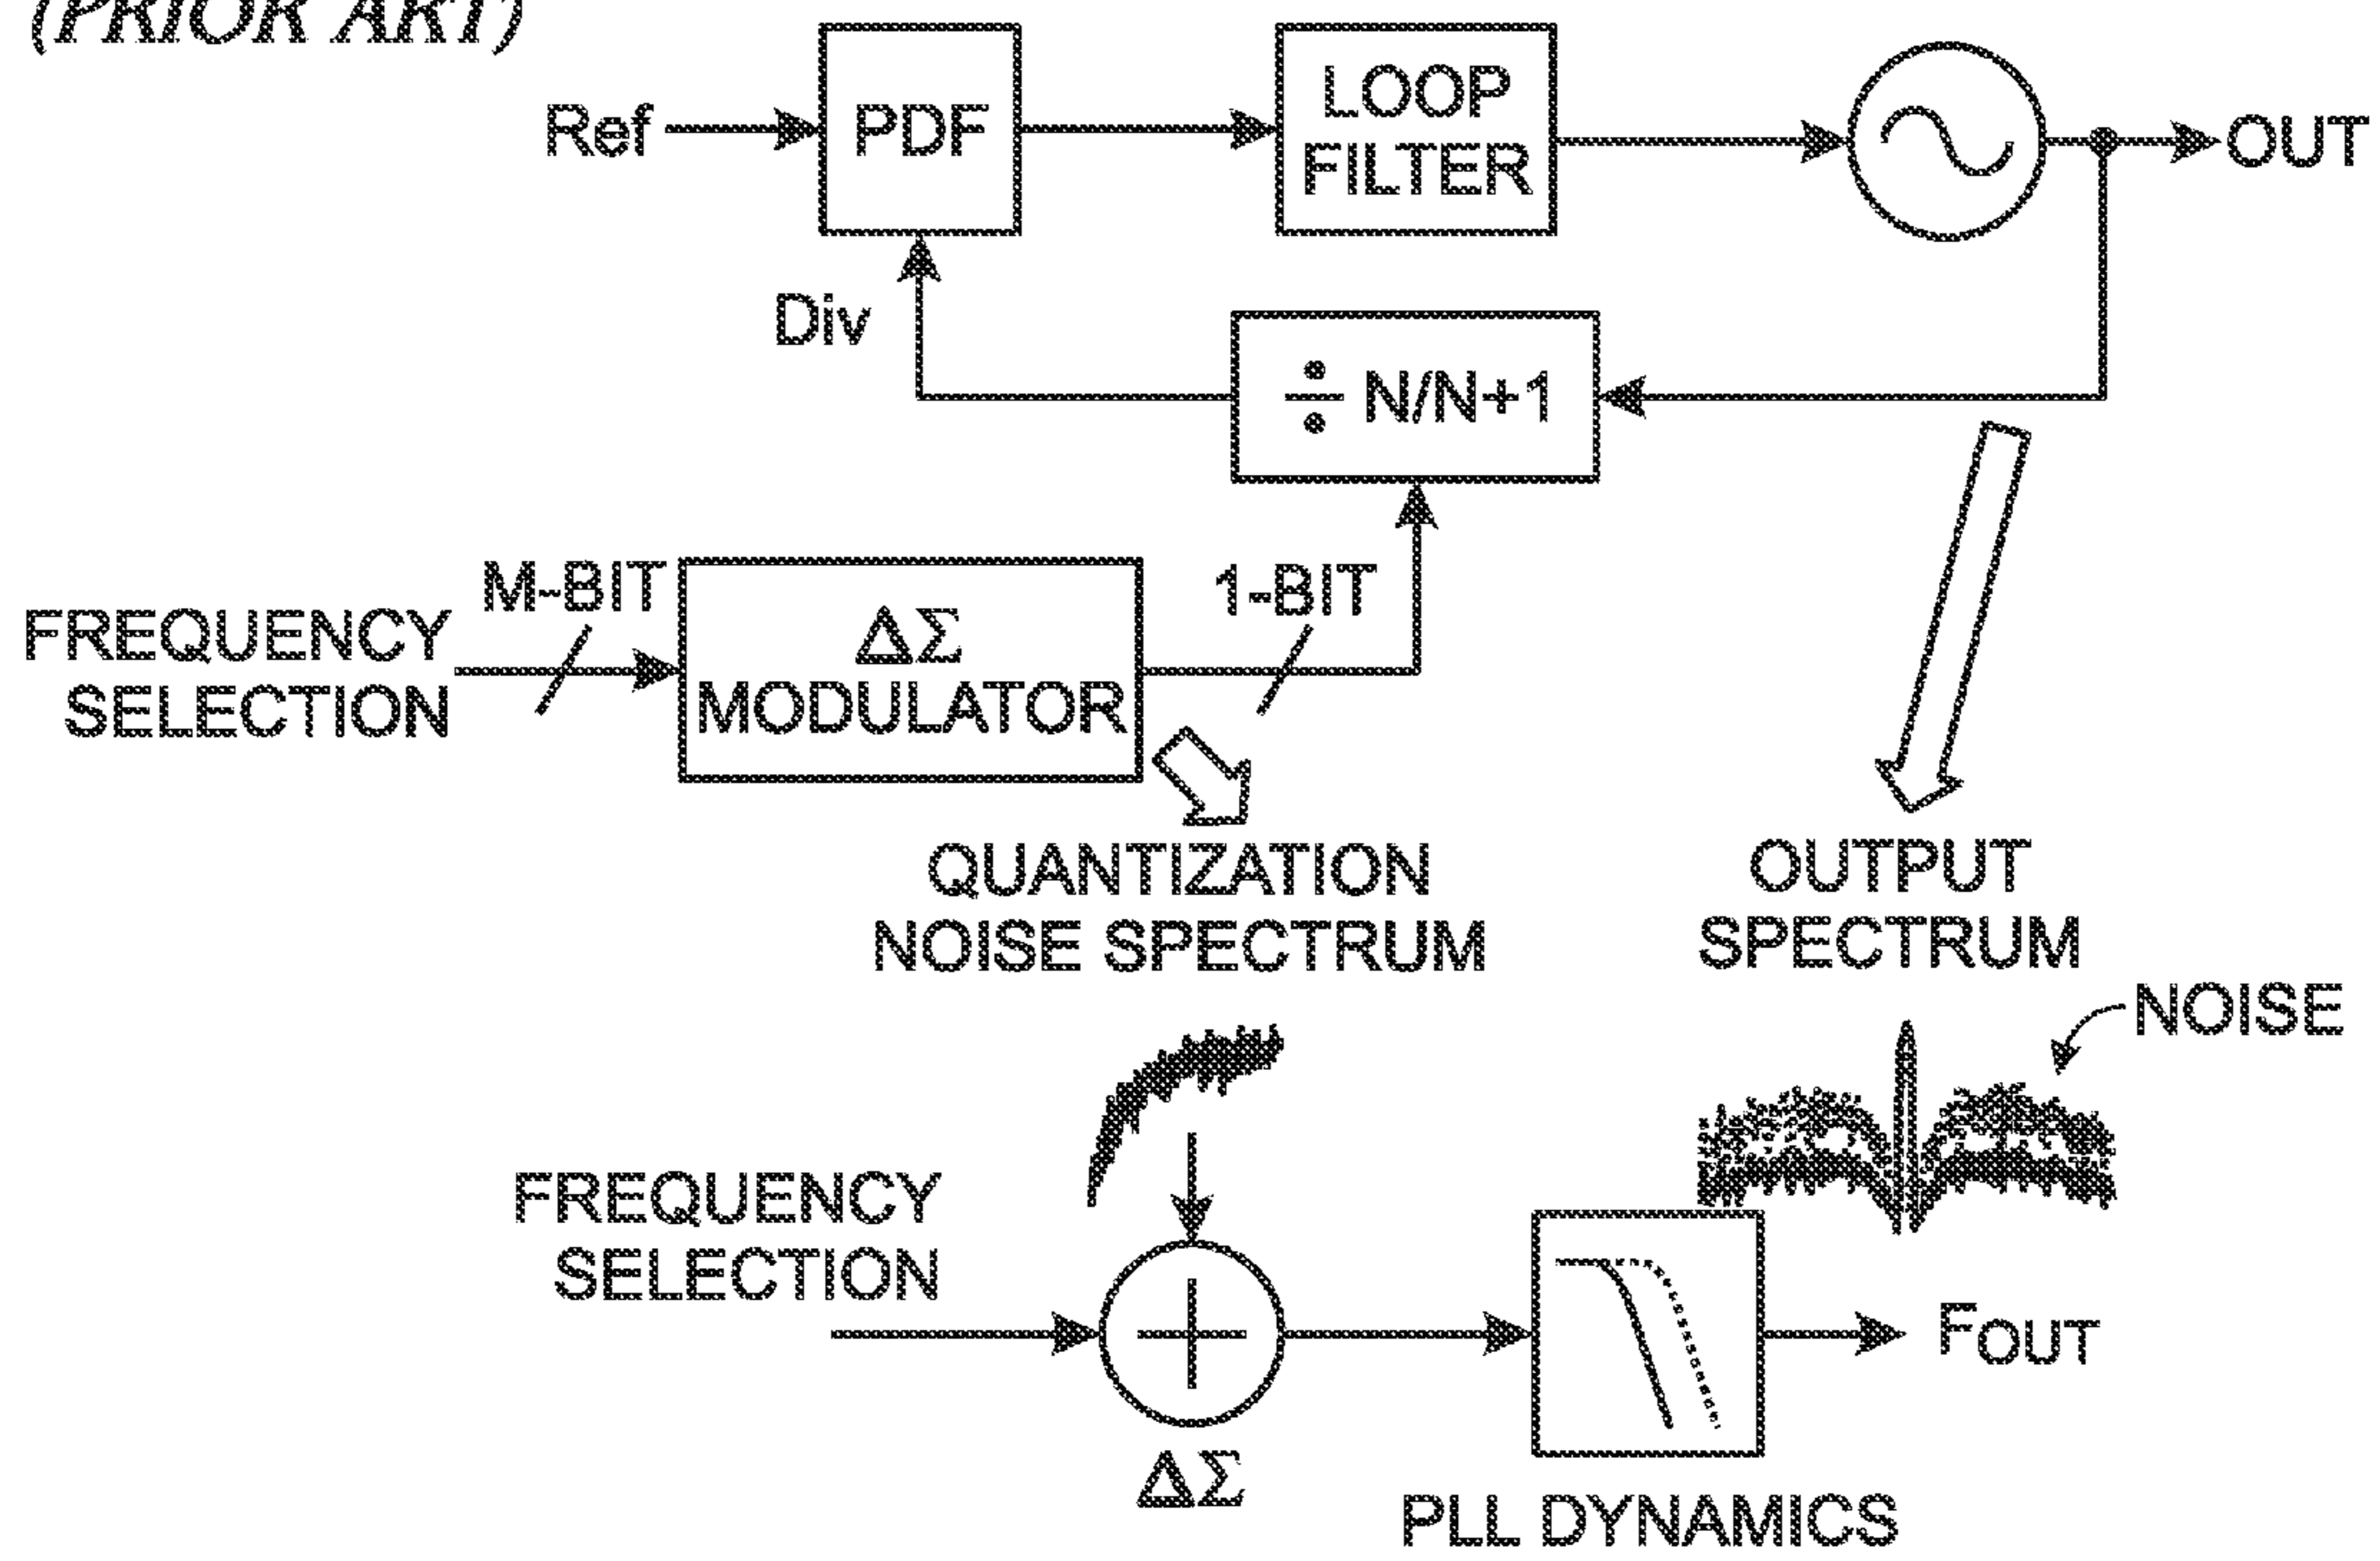 (PRIOR ART)
Ref
PDF
LOOP
FILTER
OUT
Div
÷ N/N+1
M-BIT
1-BIT
FREQUENCY
SELECTION
ΔΣ
MODULATOR
QUANTIZATION
NOISE SPECTRUM
OUTPUT
SPECTRUM
NOISE
FREQUENCY
SELECTION
FOUT
ΔΣ
PLL DYNAMICS